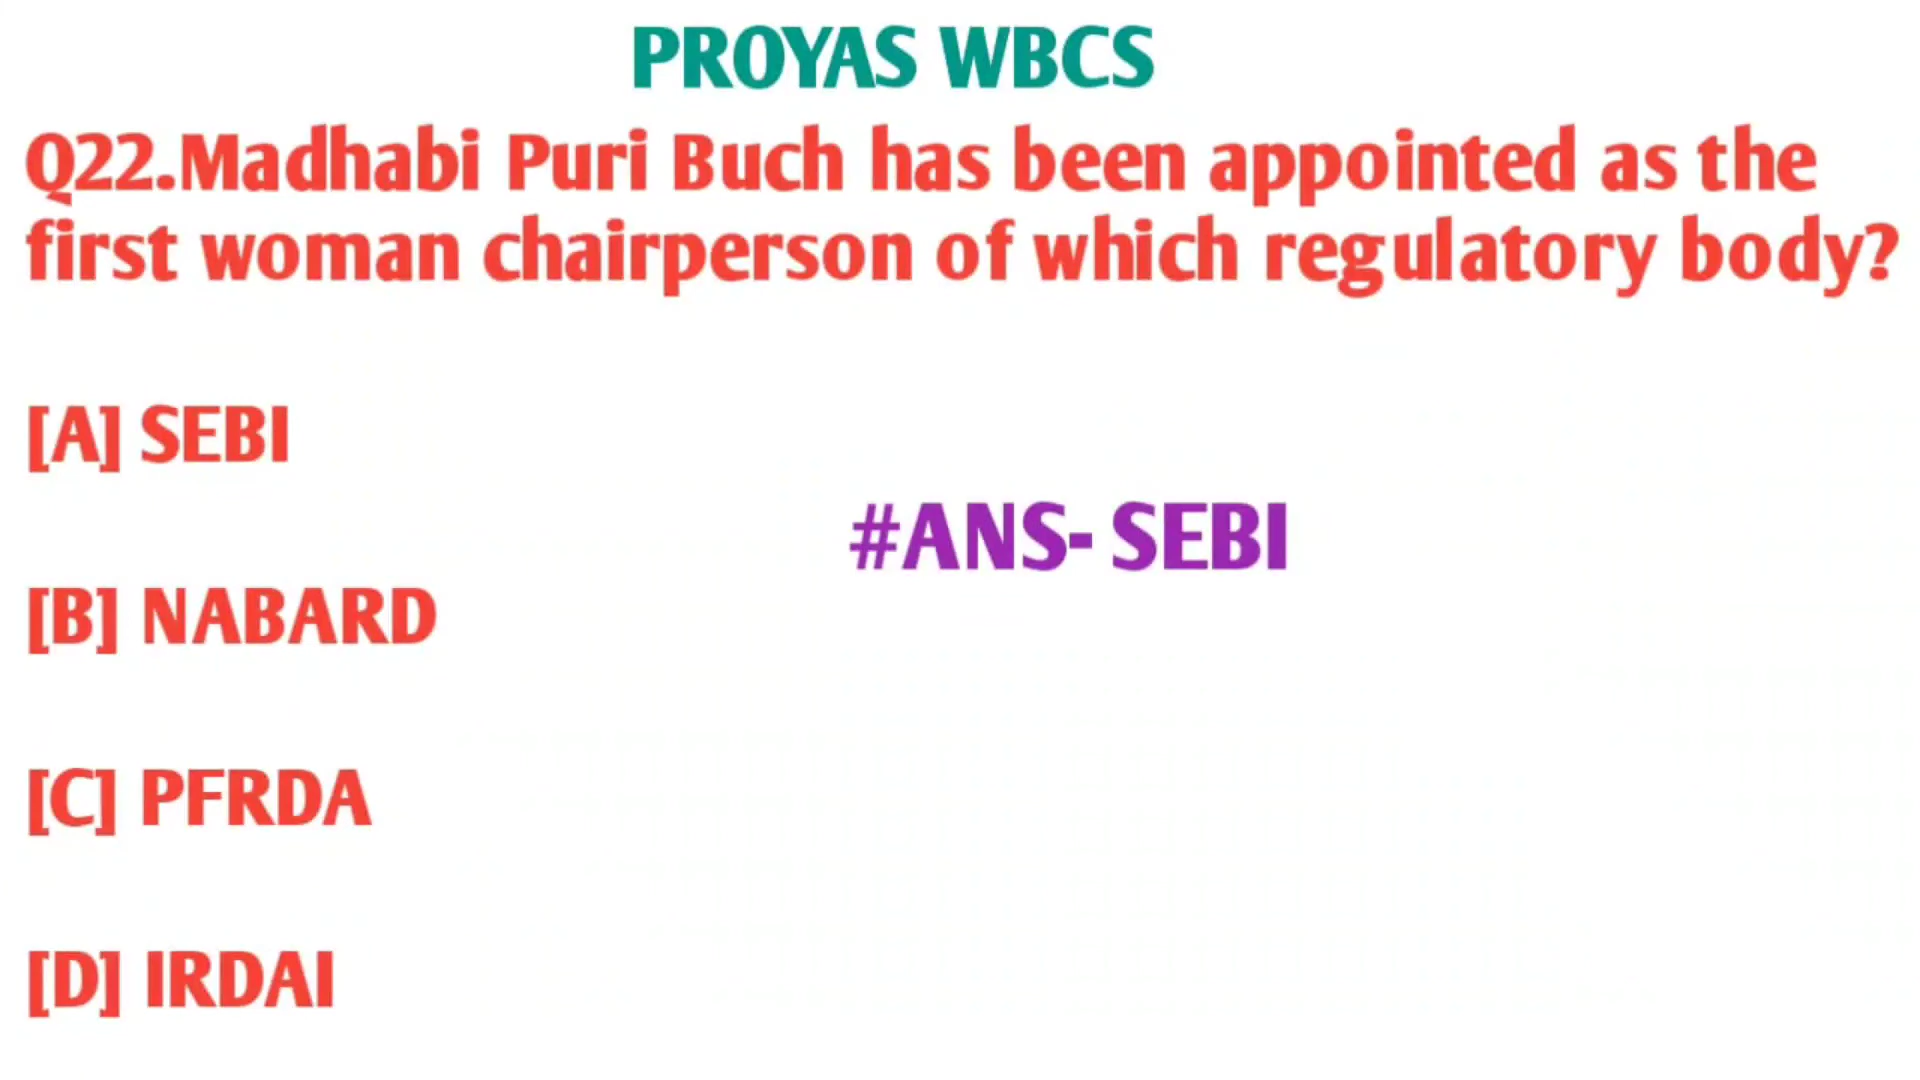 PROYAS WBCS
Q22.Madhabi Puri Buch has been appointed as the
first woman chairperson of which regulatory body?
[A] SEBI
#ANS- SEBI
[B] NABARD
[C] PFRDA
[D] IRDAI